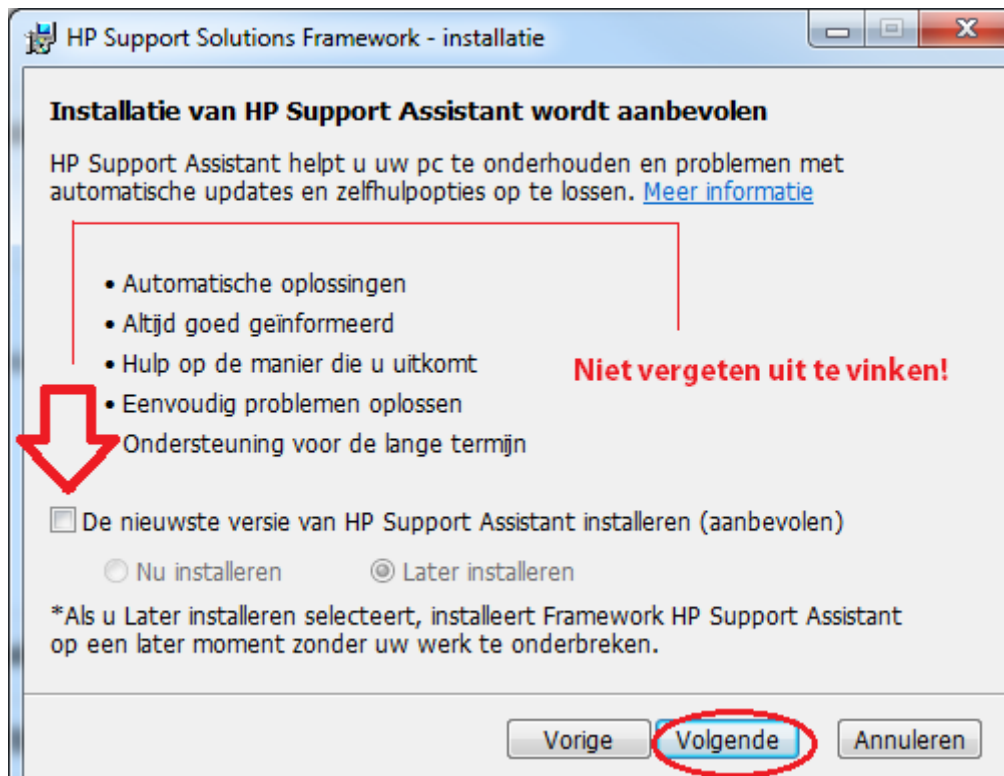 HP Support Solutions Framework - installatie
Installatie van HP Support Assistant wordt aanbevolen
HP Support Assistant helpt u uw pc te onderhouden en problemen met
automatische updates en zelfhulpopties op te lossen. Meer informatie
• Automatische oplossingen
• Altijd goed geïnformeerd
• Hulp op de manier die u uitkomt
Niet vergeten uit te vinken!
• Eenvoudig problemen oplossen
Ondersteuning voor de lange termijn
De nieuwste versie van HP Support Assistant installeren (aanbevolen)
Nu installeren Later installeren
*Als u Later installeren selecteert, installeert Framework HP Support Assistant
op een later moment zonder uw werk te onderbreken.
Vorige Volgende Annuleren